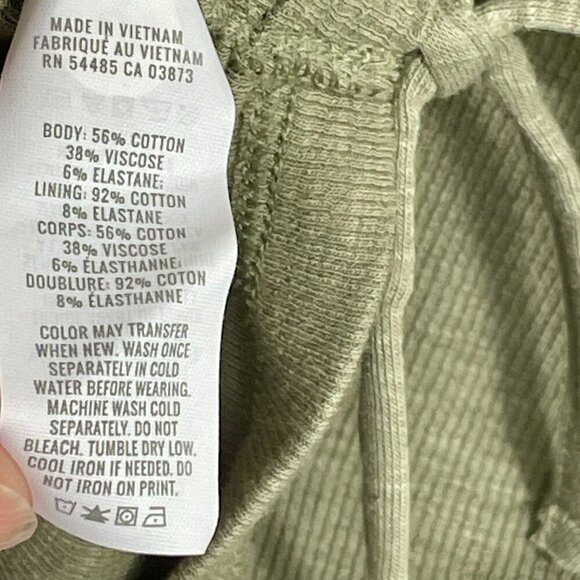 MADE IN VIETNAM
FABRIQUÉ AU VIETNAM
RN 54485 CA 03873
BODY: 56% COTTON
38% VISCOSE
6% ELASTANE;
LINING: 92% COTTON
8% ELASTANE
CORPS: 56% COTON
38% VISCOSE
6% ÉLASTHANNE;
DOUBLURE: 92% COTON
8% ÉLASTHANNE
COLOR MAY TRANSFER
WHEN NEW. WASH ONCE
SEPARATELY IN COLD
WATER BEFORE WEARING.
MACHINE WASH COLD
SEPARATELY. DO NOT
BLEACH. TUMBLE DRY LOW.
COOL IRON IF NEEDED. DO
NOT IRON ON PRINT.